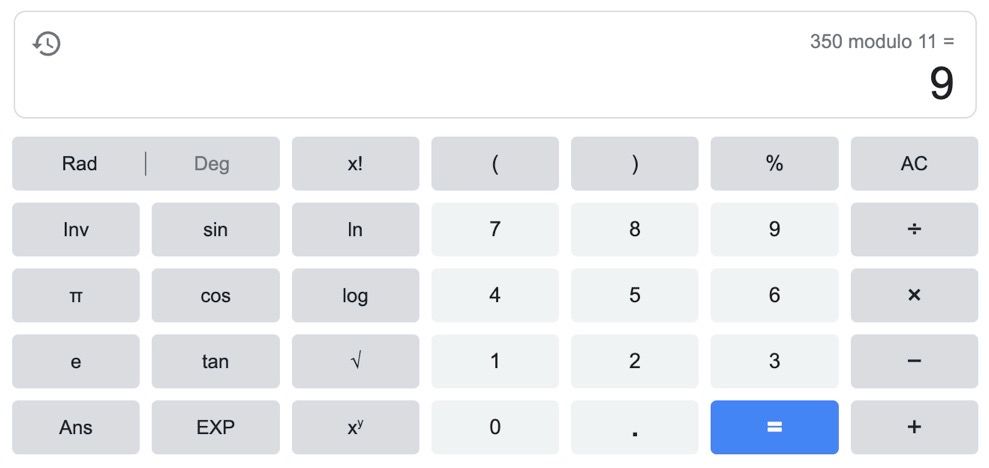 350 modulo 11 =
9
Rad | Deg x! ( ) % AC
Inv sin ln 7 8 9 ÷
π cos log 4 5 6 ×
e tan √ 1 2 3 −
Ans EXP xʸ 0 . = +